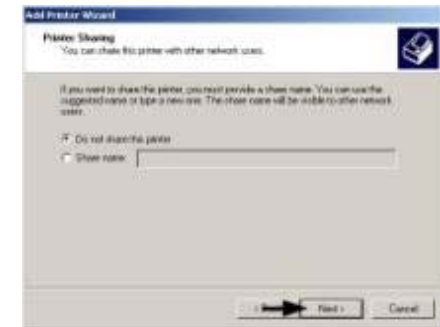 Add Printer Wizard
Printer Sharing
You can share this printer with other network users.
If you want to share this printer, you must provide a share name. You can use the
suggested name or type a new one. The share name will be visible to other network
users.
Do not share this printer
Share name:
Next >
Cancel